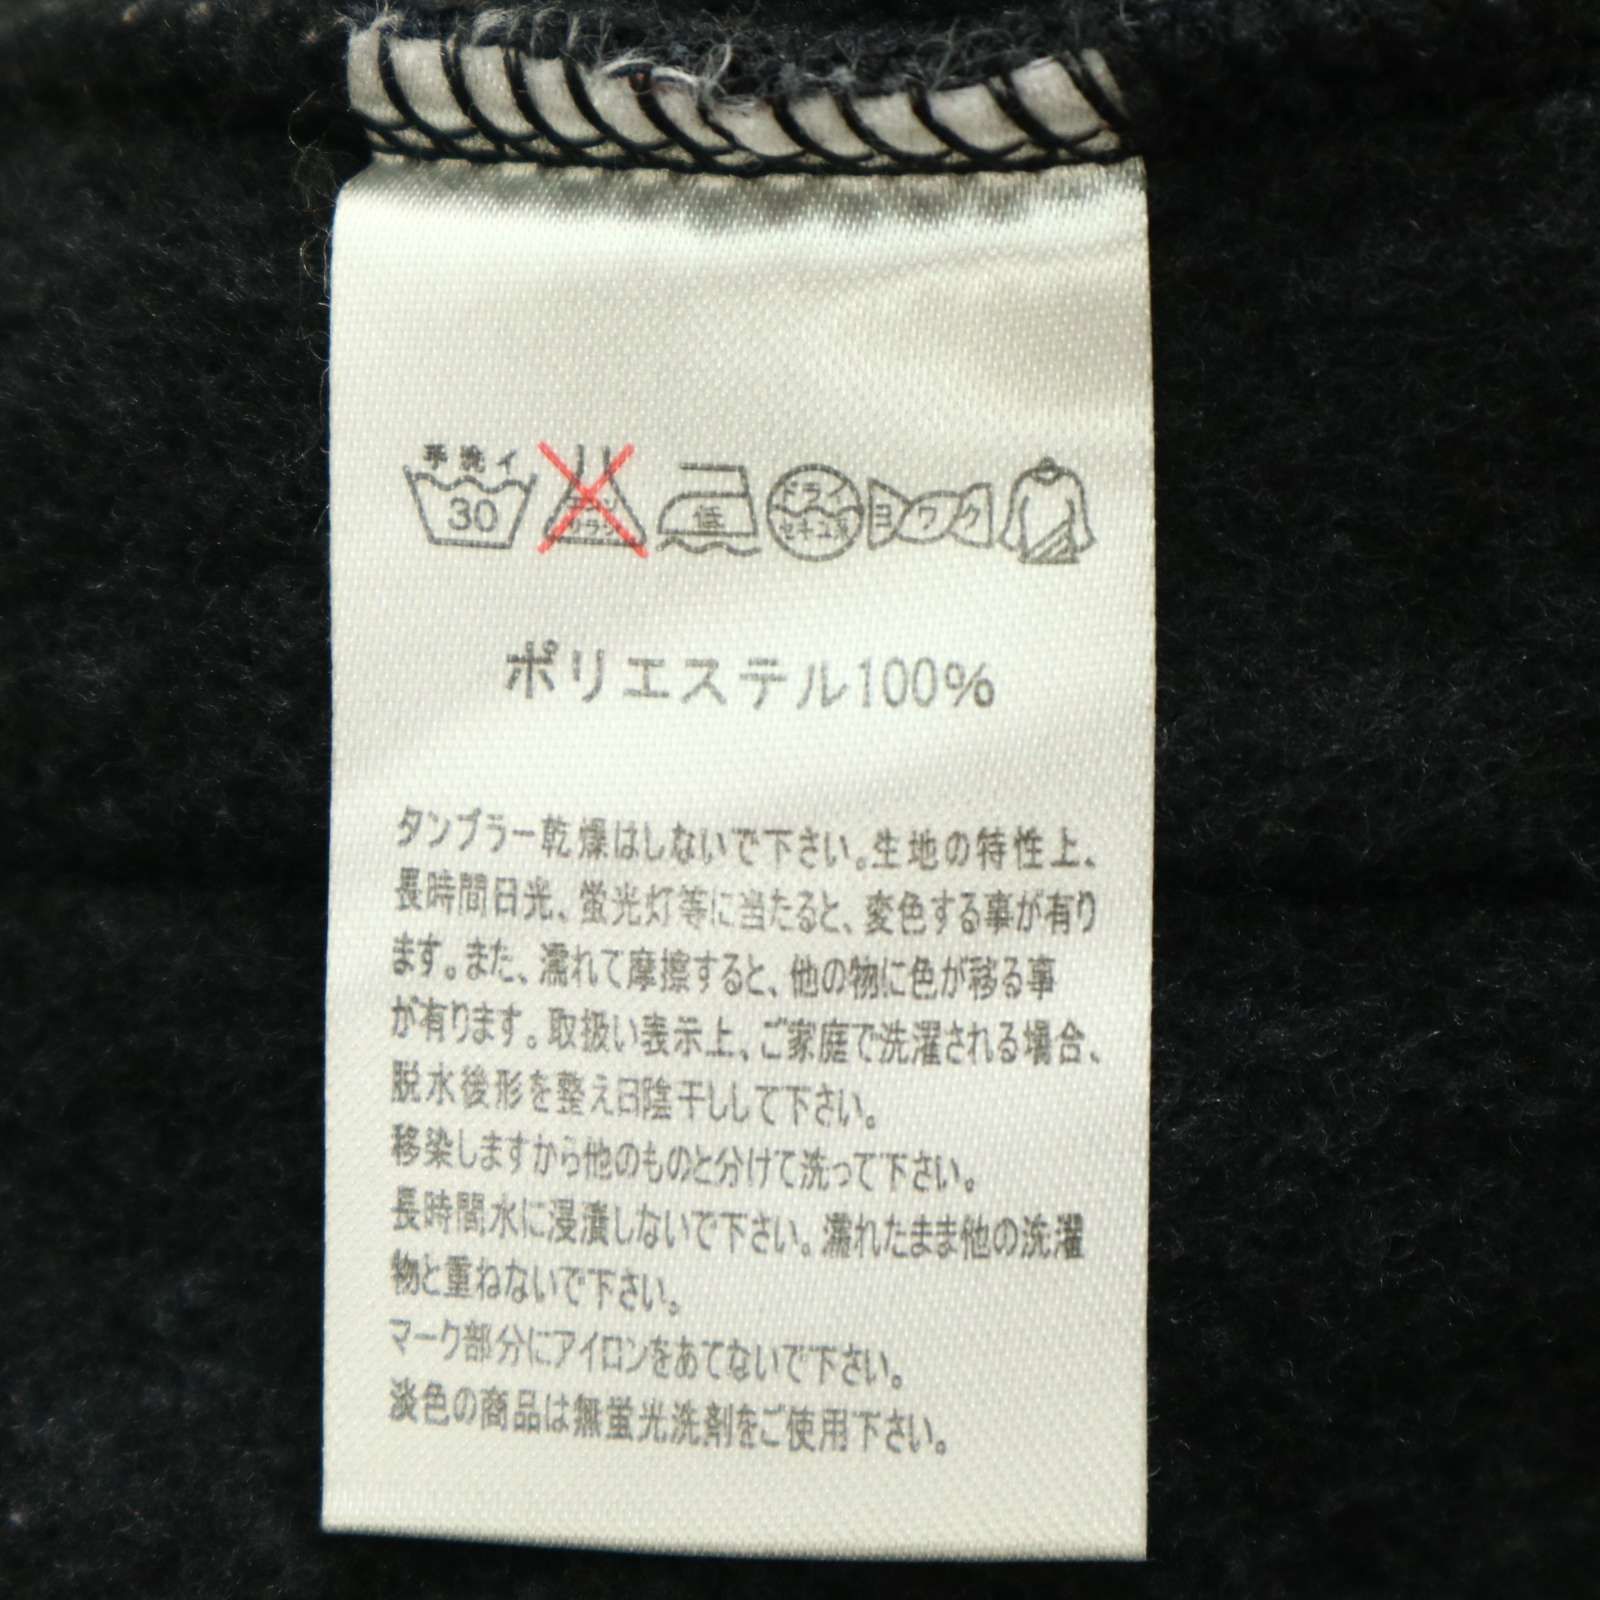 手洗イ
30
エンソ
サラシ
低
ドライ
セキユ系
ヨワク
ポリエステル100%
タンブラー乾燥はしないで下さい。生地の特性上、
長時間日光、蛍光灯等に当たると、変色する事が有り
ます。また、濡れて摩擦すると、他の物に色が移る事
が有ります。取扱い表示上、ご家庭で洗濯される場合、
脱水後形を整え日陰干しして下さい。
移染しますから他のものと分けて洗って下さい。
長時間水に浸漬しないで下さい。濡れたまま他の洗濯
物と重ねないで下さい。
マーク部分にアイロンをあてないで下さい。
淡色の商品は無蛍光洗剤をご使用下さい。